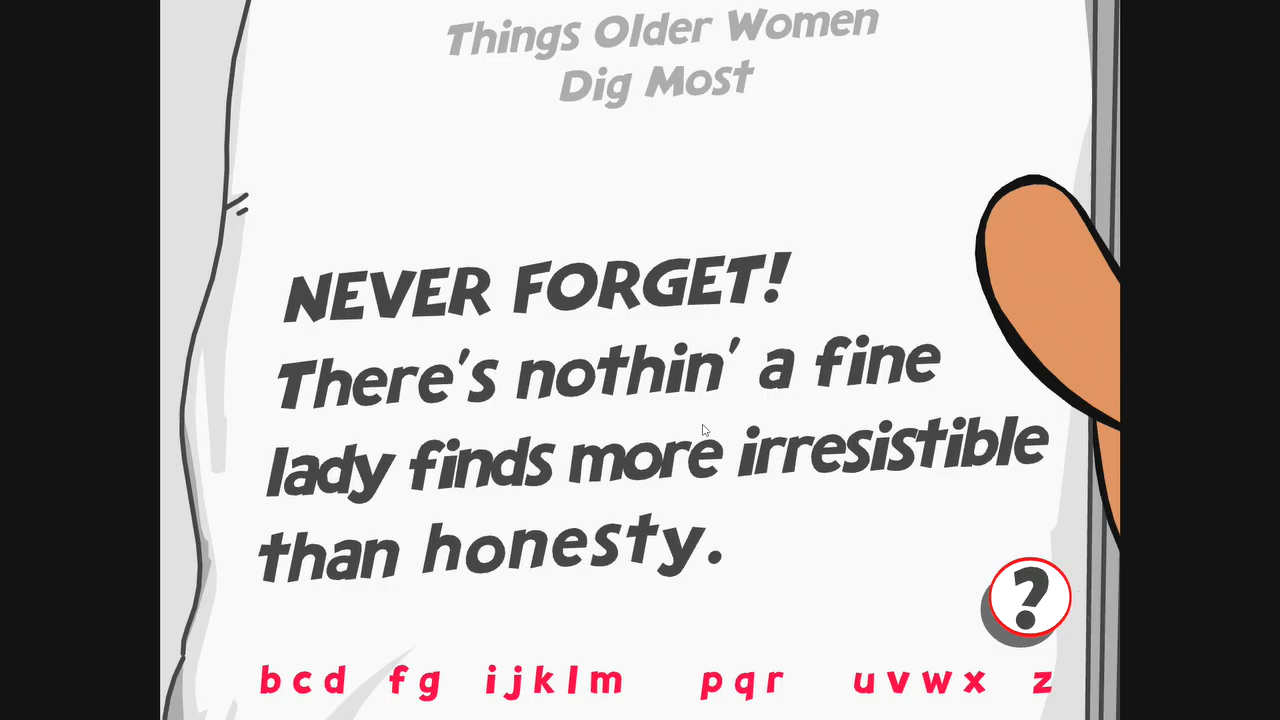 Things Older Women
Dig Most
NEVER FORGET!
There's nothin' a fine
lady finds more irresistible
than honesty.
?
b c d f g i j k l m p q r u v w x z